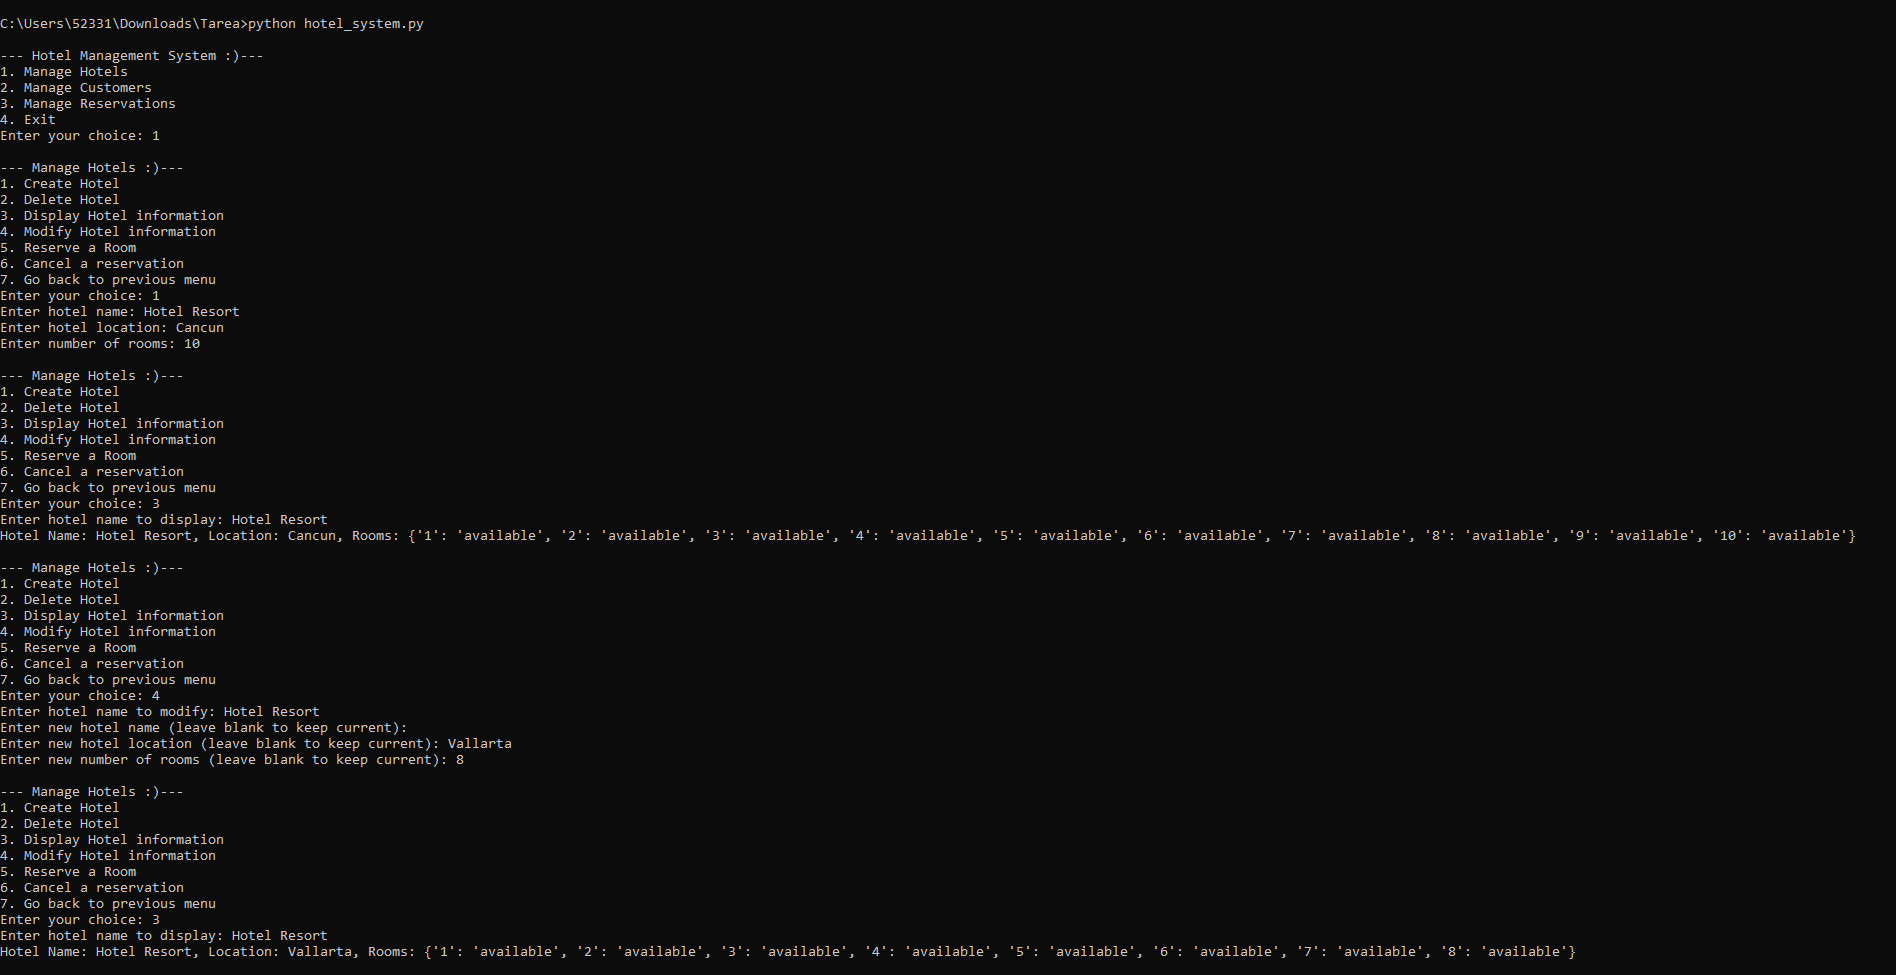 C:\Users\52331\Downloads\Tarea>python hotel_system.py
--- Hotel Management System :)---
1. Manage Hotels
2. Manage Customers
3. Manage Reservations
4. Exit
Enter your choice: 1
--- Manage Hotels :)---
1. Create Hotel
2. Delete Hotel
3. Display Hotel information
4. Modify Hotel information
5. Reserve a Room
6. Cancel a reservation
7. Go back to previous menu
Enter your choice: 1
Enter hotel name: Hotel Resort
Enter hotel location: Cancun
Enter number of rooms: 10
--- Manage Hotels :)---
1. Create Hotel
2. Delete Hotel
3. Display Hotel information
4. Modify Hotel information
5. Reserve a Room
6. Cancel a reservation
7. Go back to previous menu
Enter your choice: 3
Enter hotel name to display: Hotel Resort
Hotel Name: Hotel Resort, Location: Cancun, Rooms: {'1': 'available', '2': 'available', '3': 'available', '4': 'available', '5': 'available', '6': 'available', '7': 'available', '8': 'available', '9': 'available', '10': 'available'}
--- Manage Hotels :)---
1. Create Hotel
2. Delete Hotel
3. Display Hotel information
4. Modify Hotel information
5. Reserve a Room
6. Cancel a reservation
7. Go back to previous menu
Enter your choice: 4
Enter hotel name to modify: Hotel Resort
Enter new hotel name (leave blank to keep current):
Enter new hotel location (leave blank to keep current): Vallarta
Enter new number of rooms (leave blank to keep current): 8
--- Manage Hotels :)---
1. Create Hotel
2. Delete Hotel
3. Display Hotel information
4. Modify Hotel information
5. Reserve a Room
6. Cancel a reservation
7. Go back to previous menu
Enter your choice: 3
Enter hotel name to display: Hotel Resort
Hotel Name: Hotel Resort, Location: Vallarta, Rooms: {'1': 'available', '2': 'available', '3': 'available', '4': 'available', '5': 'available', '6': 'available', '7': 'available', '8': 'available'}